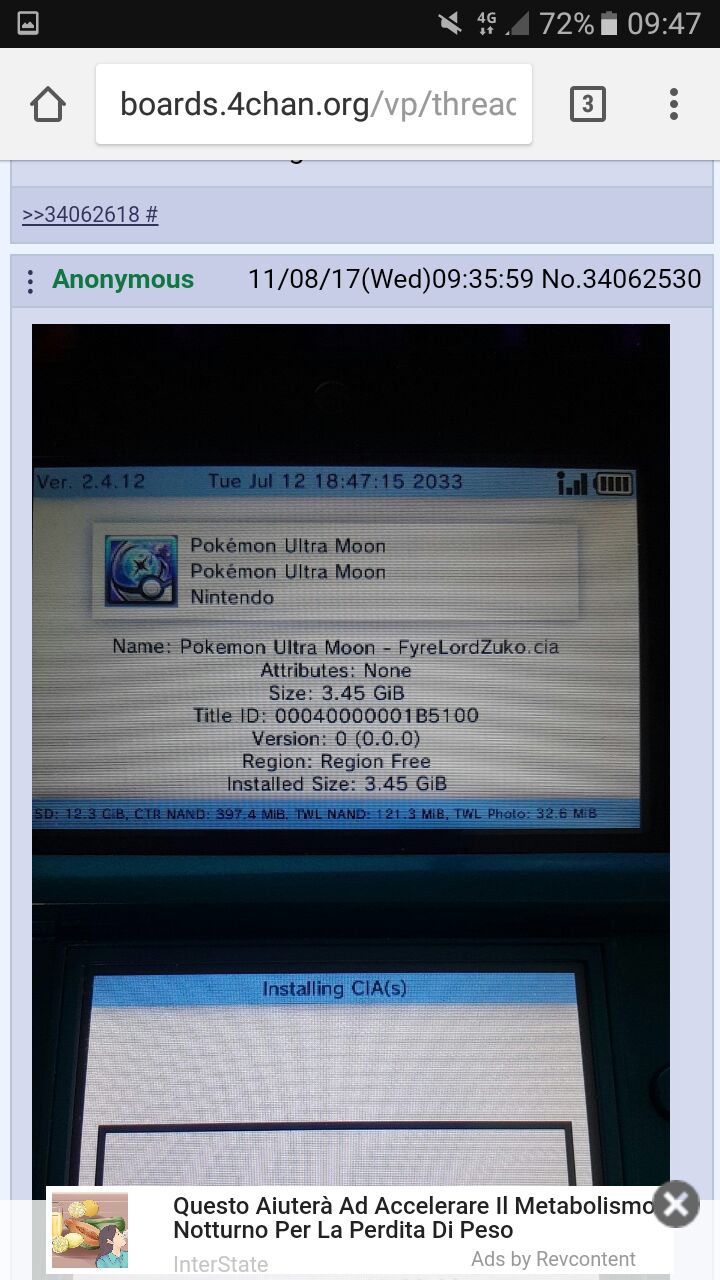 4G 72% 09:47
boards.4chan.org/vp/threac
3
>>34062618 #
Anonymous 11/08/17(Wed)09:35:59 No.34062530
Ver. 2.4.12 Tue Jul 12 18:47:15 2033
Pokémon Ultra Moon
Pokémon Ultra Moon
Nintendo
Name: Pokemon Ultra Moon - FyreLordZuko.cia
Attributes: None
Size: 3.45 GiB
Title ID: 00040000001B5100
Version: 0 (0.0.0)
Region: Region Free
Installed Size: 3.45 GiB
SD: 12.3 GiB, CTR NAND: 397.4 MiB, TWL NAND: 121.3 MiB, TWL Photo: 32.6 MiB
Installing CIA(s)
Questo Aiuterà Ad Accelerare Il Metabolismo
Notturno Per La Perdita Di Peso
InterState Ads by Revcontent